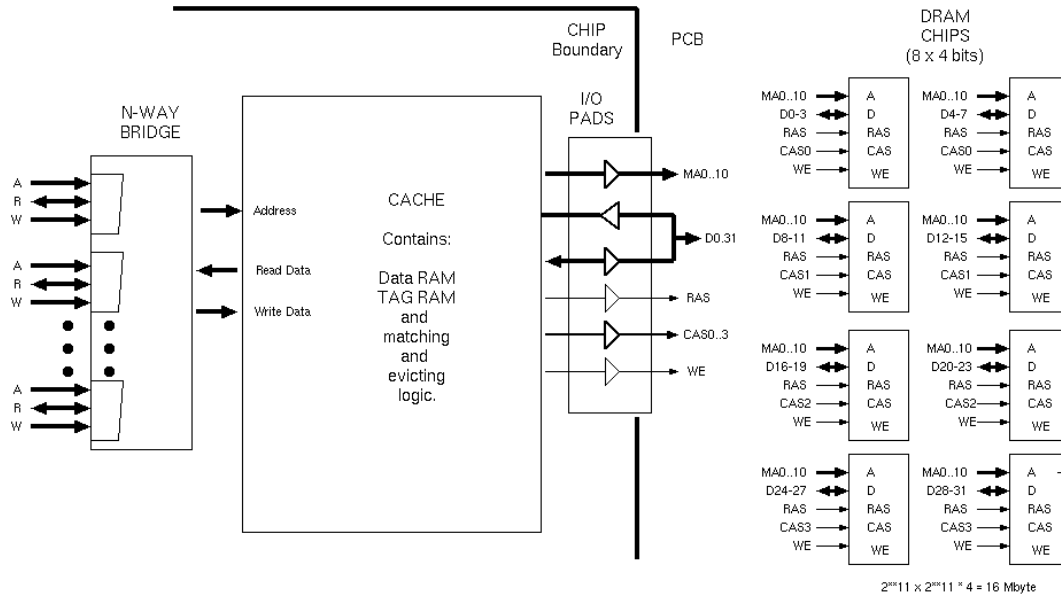 CHIP
Boundary
PCB
DRAM
CHIPS
(8 x 4 bits)
N-WAY
BRIDGE
I/O
PADS
A
R
W
A
R
W
A
R
W
Address
Read Data
Write Data
CACHE
Contains:
Data RAM
TAG RAM
and
matching
and
evicting
logic.
MA0..10
D0.31
RAS
CAS0..3
WE
MA0..10 A
D0-3 D
RAS RAS
CAS0 CAS
WE WE
MA0..10 A
D4-7 D
RAS RAS
CAS0 CAS
WE WE
MA0..10 A
D8-11 D
RAS RAS
CAS1 CAS
WE WE
MA0..10 A
D12-15 D
RAS RAS
CAS1 CAS
WE WE
MA0..10 A
D16-19 D
RAS RAS
CAS2 CAS
WE WE
MA0..10 A
D20-23 D
RAS RAS
CAS2 CAS
WE WE
MA0..10 A
D24-27 D
RAS RAS
CAS3 CAS
WE WE
MA0..10 A
D28-31 D
RAS RAS
CAS3 CAS
WE WE
2**11 x 2**11 * 4 = 16 Mbyte